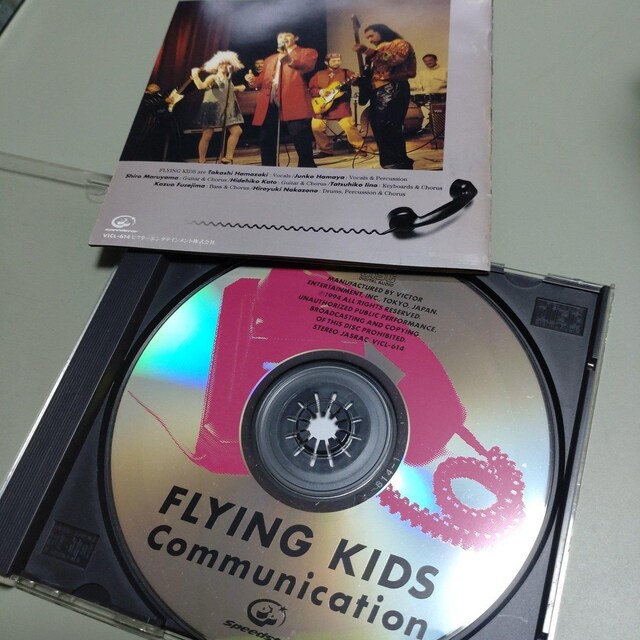 FLYING KIDS are Takashi Hamazaki : Vocals / Junko Hamaya : Vocals & Percussion
Shiro Maruyama : Guitar & Chorus / Hidehiko Kato : Guitar & Chorus / Tatsuhiko Iino : Keyboards & Chorus
Kazuo Fusejima : Bass & Chorus / Hiroyuki Nakazono : Drums, Percussion & Chorus
VICL-614 ビクターエンタテインメント株式会社
DIGITAL AUDIO
MANUFACTURED BY VICTOR
ENTERTAINMENT INC. TOKYO JAPAN.
℗1994 ALL RIGHTS RESERVED.
UNAUTHORIZED PUBLIC PERFORMANCE.
BROADCASTING AND COPYING
OF THIS DISC PROHIBITED.
STEREO JASRAC VICL-614
614-1
FLYING KIDS
Communication